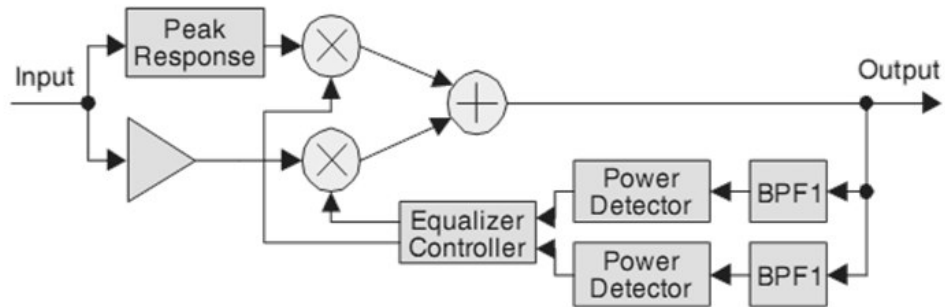 Peak
Response
Input
Output
Power
Detector
BPF1
Equalizer
Controller
Power
Detector
BPF1